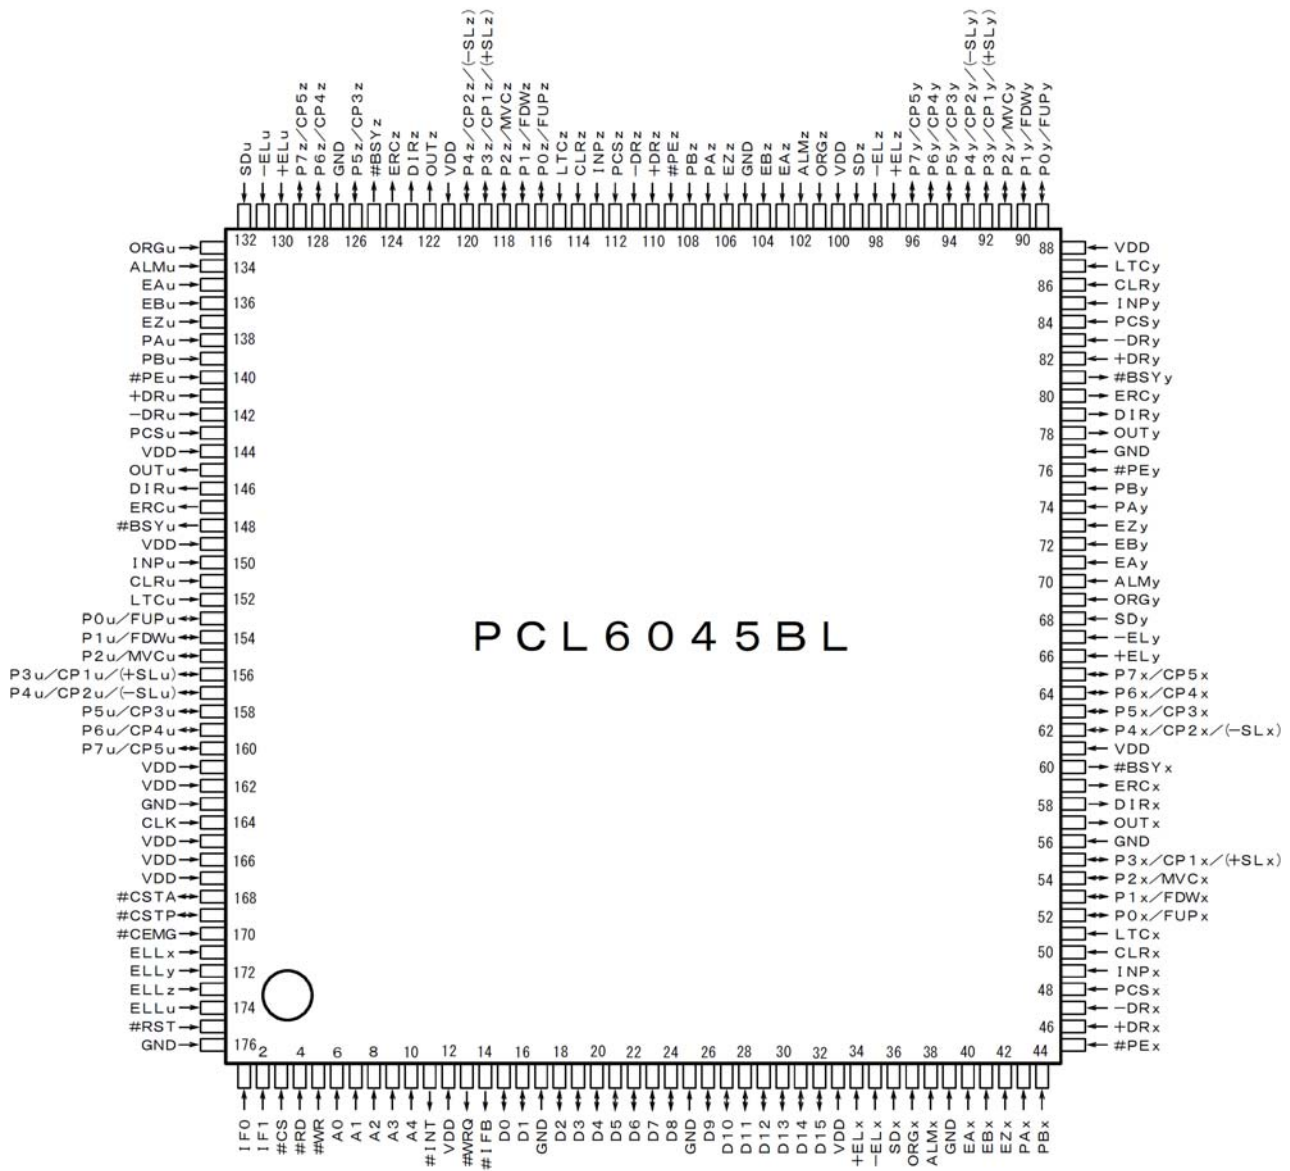 SDu
−ELu
+ELu
P7z/CP5z
P6z/CP4z
GND
P5z/CP3z
#BSYz
ERCz
DIRz
OUTz
VDD
P4z/CP2z/(−SLz)
P3z/CP1z/(+SLz)
P2z/MVCz
P1z/FDWz
P0z/FUPz
LTCz
CLRz
INPz
PCSz
−DRz
+DRz
#PEz
PBz
PAz
EZz
GND
EBz
EAz
ALMz
ORGz
VDD
SDz
−ELz
+ELz
P7y/CP5y
P6y/CP4y
P5y/CP3y
P4y/CP2y/(−SLy)
P3y/CP1y/(+SLy)
P2y/MVCy
P1y/FDWy
P0y/FUPy
132 130 128 126 124 122 120 118 116 114 112 110 108 106 104 102 100 98 96 94 92 90
ORGu 88 VDD
ALMu 134 LTCy
EAu 86 CLRy
EBu 136 INPy
EZu 84 PCSy
PAu 138 −DRy
PBu 82 +DRy
#PEu 140 #BSYy
+DRu 80 ERCy
−DRu 142 DIRy
PCSu 78 OUTy
VDD 144 GND
OUTu 76 #PEy
DIRu 146 PBy
ERCu 74 PAy
#BSYu 148 EZy
VDD 72 EBy
INPu 150 EAy
CLRu 70 ALMy
LTCu 152 ORGy
P0u/FUPu 68 SDy
P1u/FDWu 154 −ELy
PCL6045BL
P2u/MVCu 66 +ELy
P3u/CP1u/(+SLu) 156 P7x/CP5x
P4u/CP2u/(−SLu) 64 P6x/CP4x
P5u/CP3u 158 P5x/CP3x
P6u/CP4u 62 P4x/CP2x/(−SLx)
P7u/CP5u 160 VDD
VDD 60 #BSYx
VDD 162 ERCx
GND 58 DIRx
CLK 164 OUTx
VDD 56 GND
VDD 166 P3x/CP1x/(+SLx)
VDD 54 P2x/MVCx
#CSTA 168 P1x/FDWx
#CSTP 52 P0x/FUPx
#CEMG 170 LTCx
ELLx 50 CLRx
ELLy 172 INPx
ELLz 48 PCSx
ELLu 174 −DRx
#RST 46 +DRx
GND 176 #PEx
2 4 6 8 10 12 14 16 18 20 22 24 26 28 30 32 34 36 38 40 42 44
IF0
IF1
#CS
#RD
#WR
A0
A1
A2
A3
A4
#INT
VDD
#WRQ
#IFB
D0
D1
GND
D2
D3
D4
D5
D6
D7
D8
GND
D9
D10
D11
D12
D13
D14
D15
VDD
+ELx
−ELx
SDx
ORGx
ALMx
GND
EAx
EBx
EZx
PAx
PBx